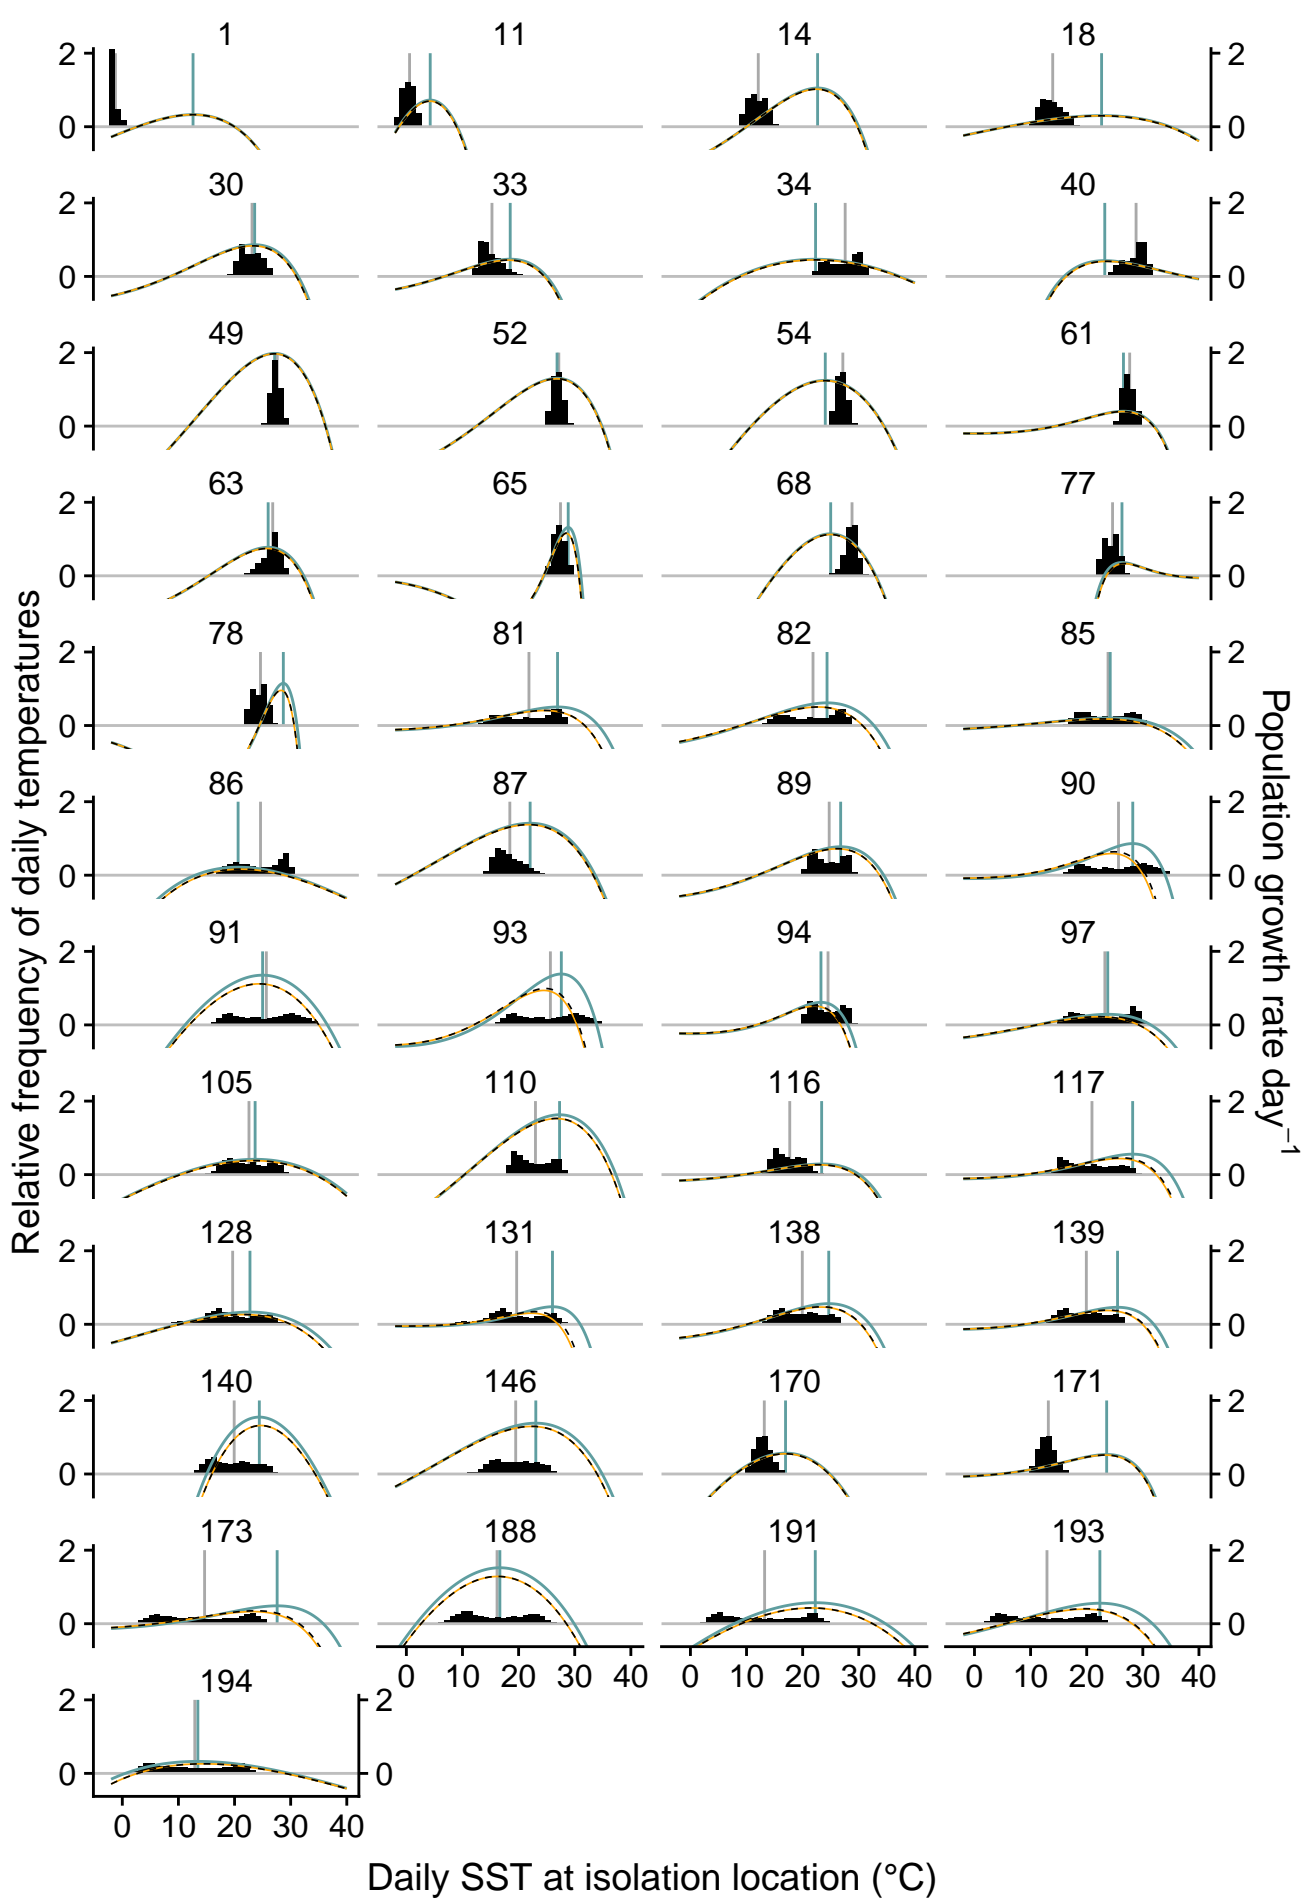 1 11 14 18
2 2
0 0
30 33 34 40
2 2
0 0
49 52 54 61
2 2
0 0
63 65 68 77
2 2
0 0
78 81 82 85
2 2
0 0
86 87 89 90
2 2
0 0
91 93 94 97
2 2
0 0
105 110 116 117
2 2
0 0
128 131 138 139
2 2
0 0
140 146 170 171
2 2
0 0
173 188 191 193
2 2
0 0
0 10 20 30 40 0 10 20 30 40 0 10 20 30 40
194
2 2
0 0
0 10 20 30 40
Relative frequency of daily temperatures
Population growth rate day⁻¹
Daily SST at isolation location (°C)